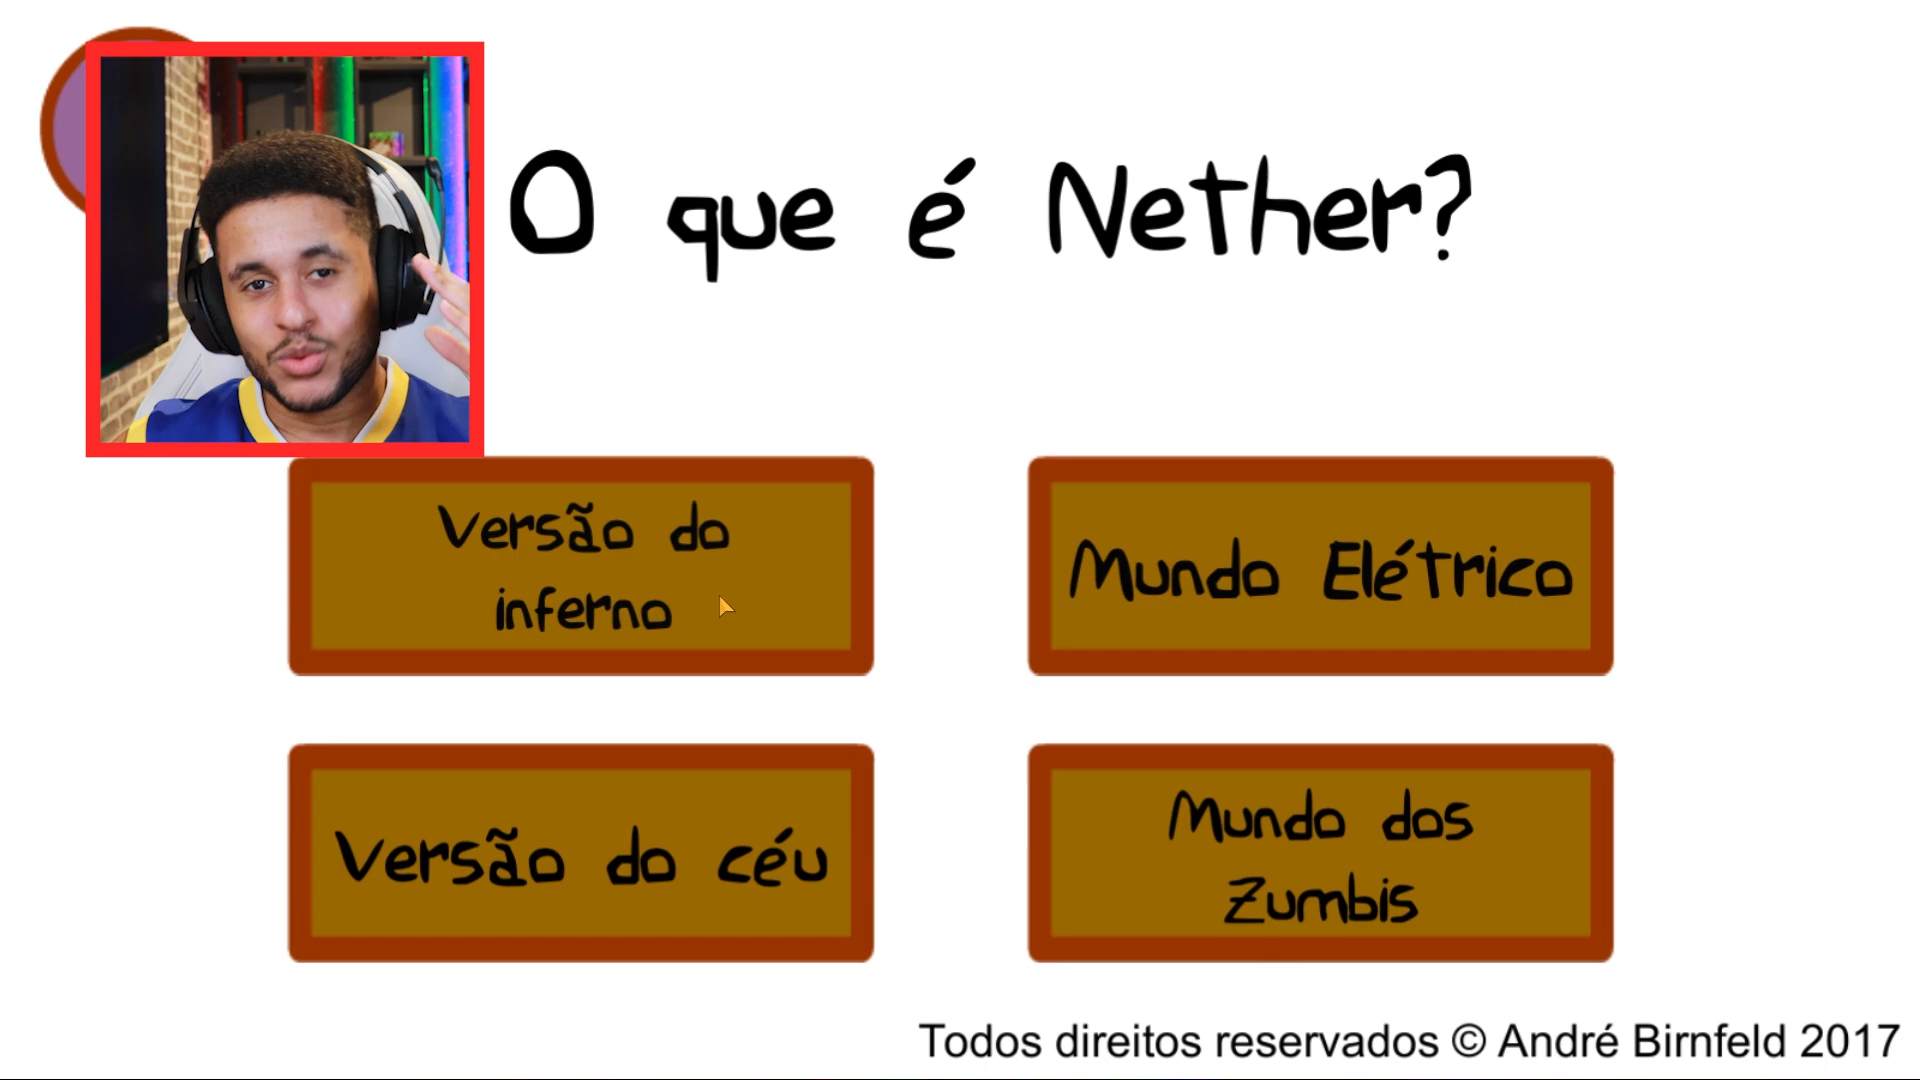 O que é Nether?
Versão do
inferno
Mundo Elétrico
Versão do céu
Mundo dos
Zumbis
Todos direitos reservados © André Birnfeld 2017